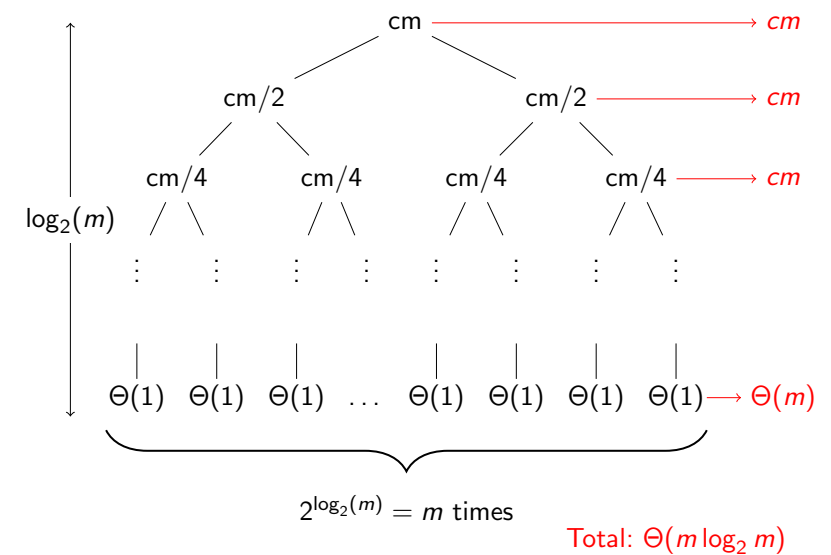 cm cm
cm/2 cm/2 cm
cm/4 cm/4 cm/4 cm/4 cm
log₂(m)
⋮ ⋮ ⋮ ⋮ ⋮ ⋮ ⋮ ⋮
Θ(1) Θ(1) Θ(1) … Θ(1) Θ(1) Θ(1) Θ(1) Θ(m)
2^log₂(m) = m times
Total: Θ(m log₂ m)